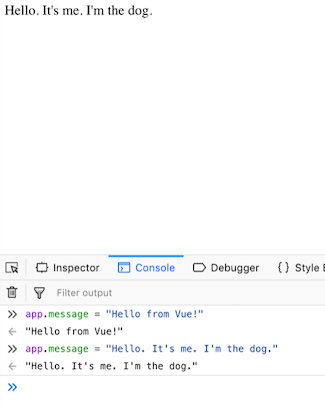 Hello. It's me. I'm the dog.
Inspector Console Debugger {} Style E
Filter output
>> app.message = "Hello from Vue!"
← "Hello from Vue!"
>> app.message = "Hello. It's me. I'm the dog."
← "Hello. It's me. I'm the dog."
>>